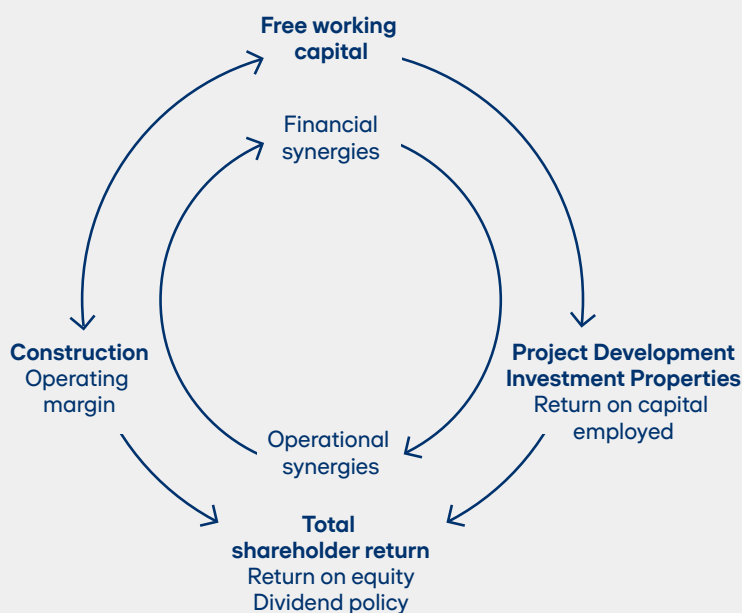 Free working
capital
Financial
synergies
Construction
Operating
margin
Project Development
Investment Properties
Return on capital
employed
Operational
synergies
Total
shareholder return
Return on equity
Dividend policy